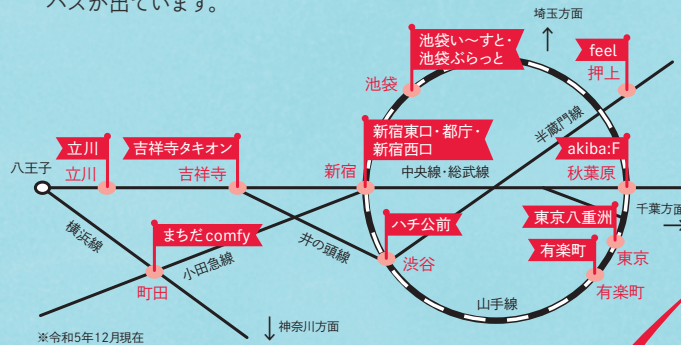 バスが出ています。
埼玉方面
池袋い〜すと・
池袋ぶらっと
池袋
feel
押上
半蔵門線
新宿東口・都庁・
新宿西口
新宿
中央線・総武線
akiba:F
秋葉原
八王子
立川
立川
吉祥寺タキオン
吉祥寺
千葉方面
横浜線
まちだcomfy
町田
小田急線
井の頭線
ハチ公前
渋谷
東京八重洲
東京
有楽町
有楽町
山手線
神奈川方面
※令和5年12月現在